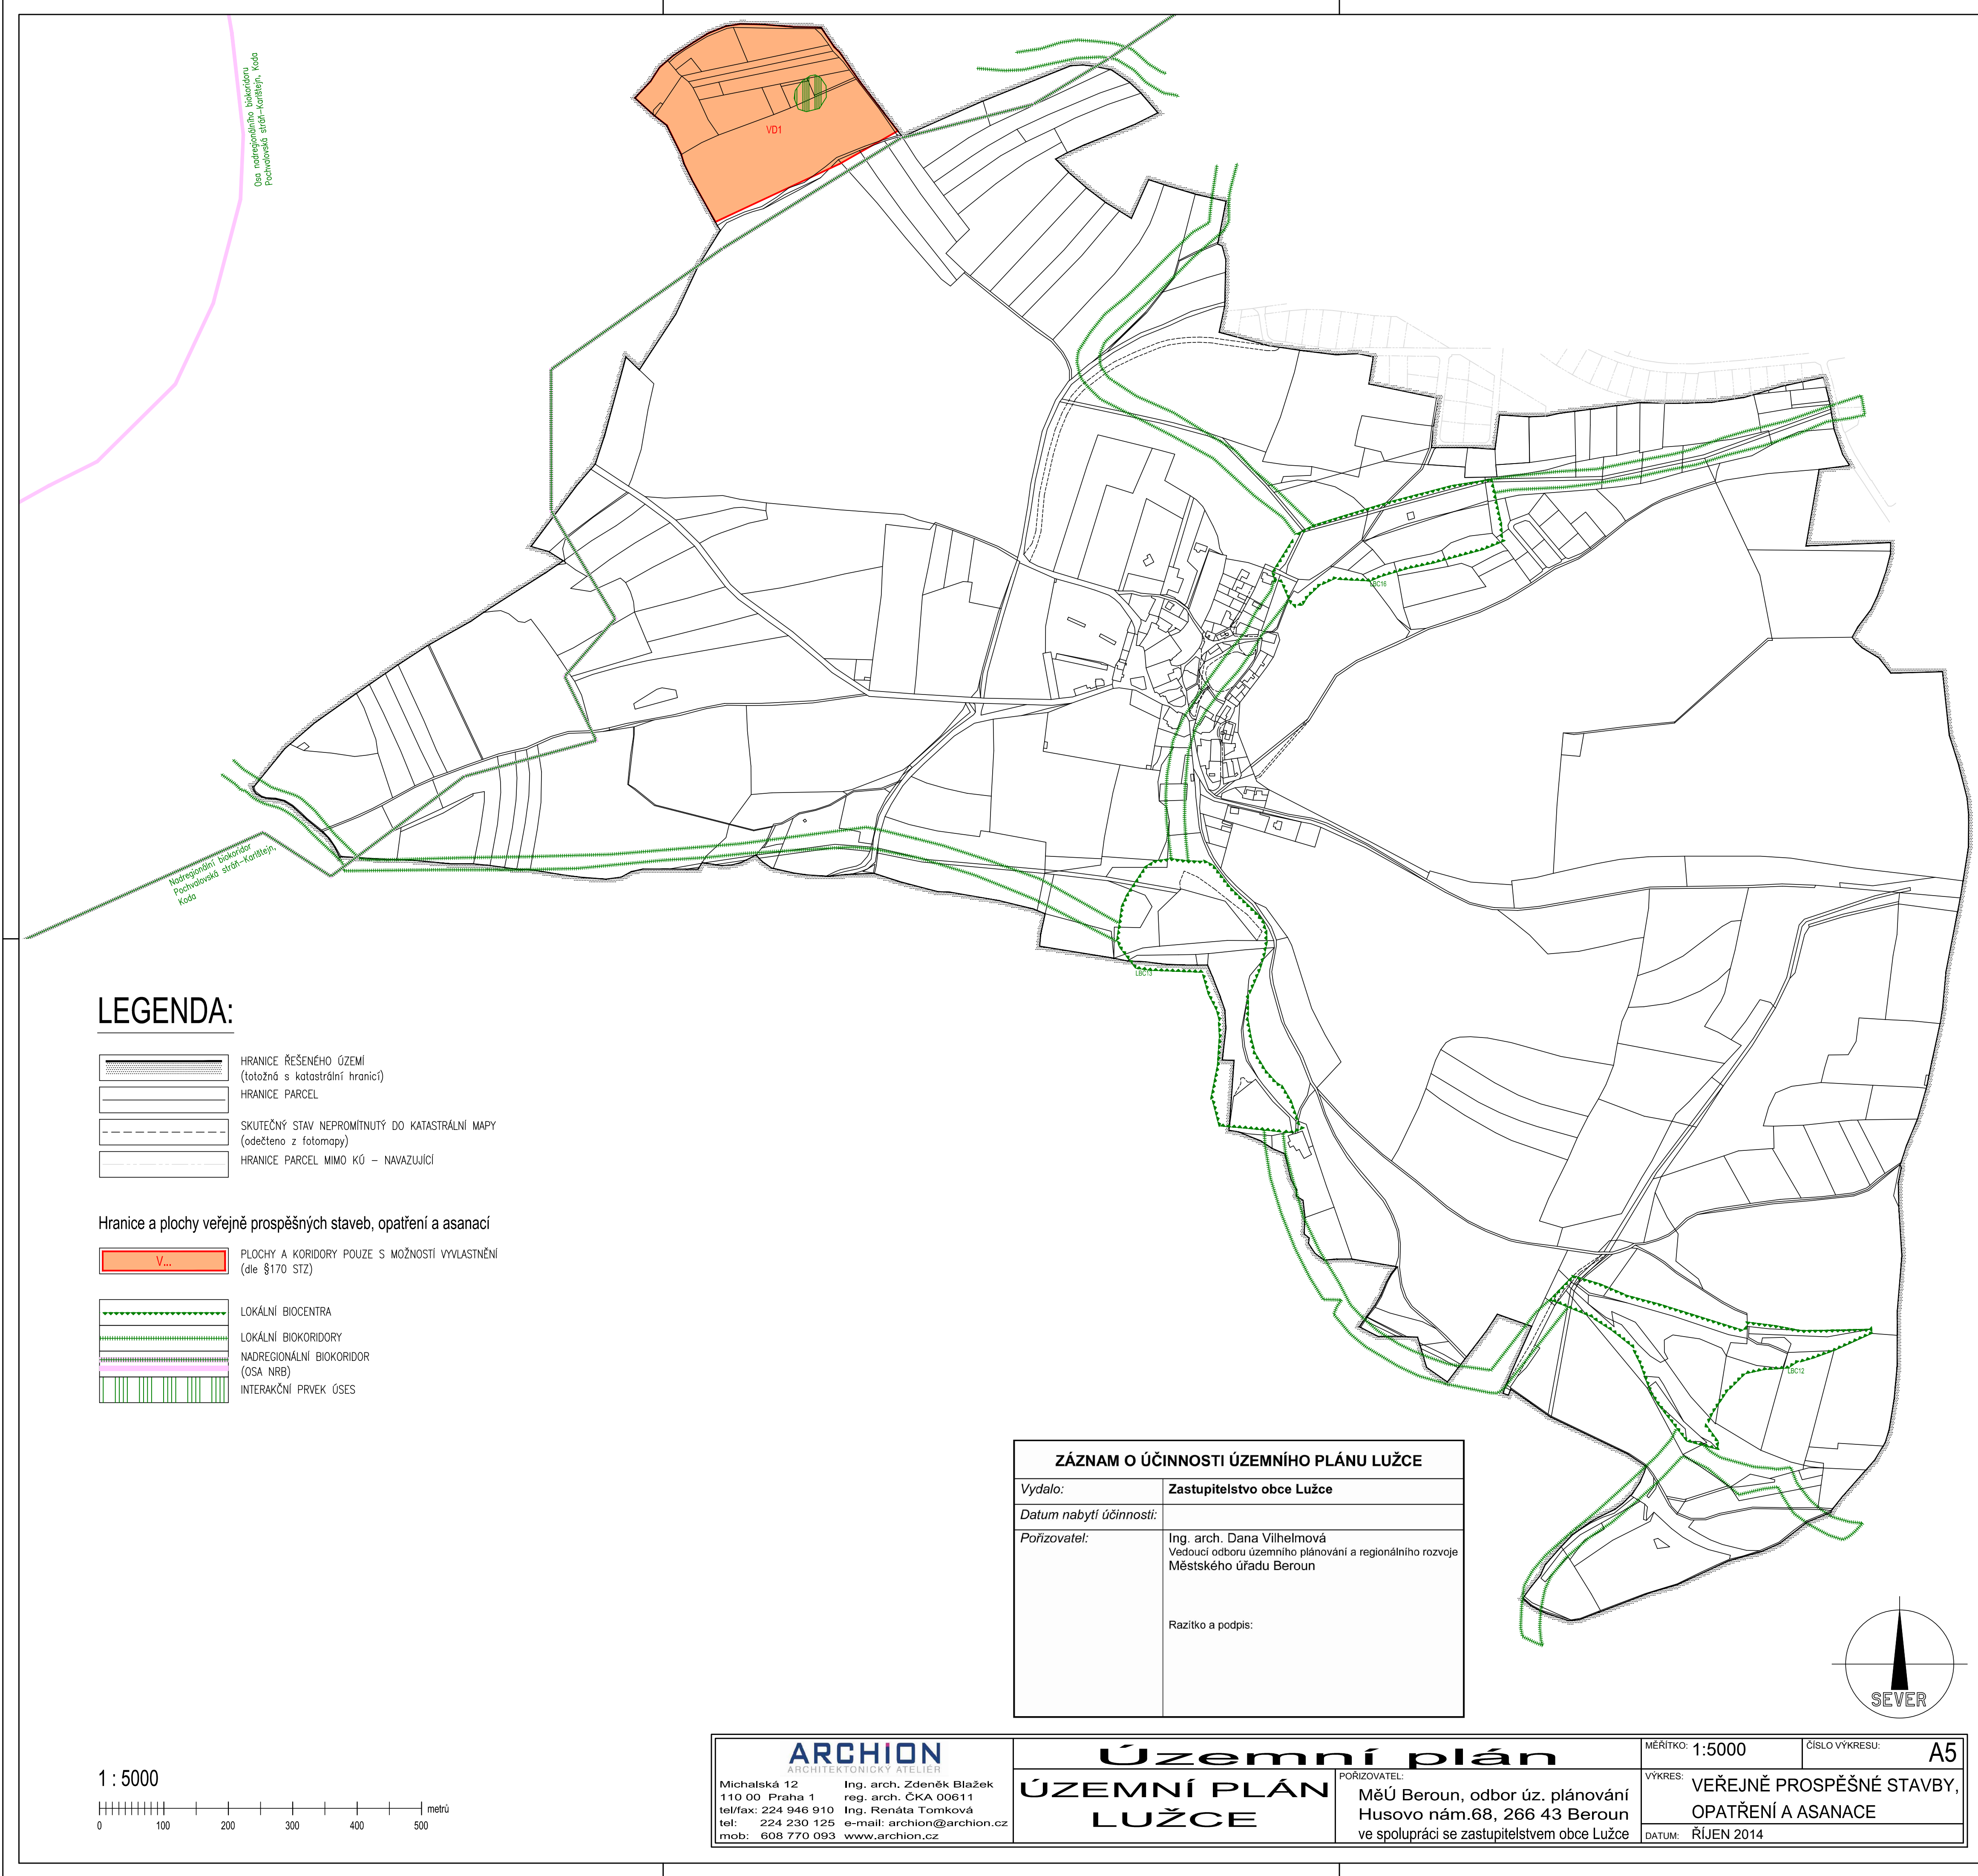 Osa nadregionálního biokoridoru
Pochvalovská stráň-Karlštejn, Koda
VD1
LBC16
Nadregionální biokoridor
Pochvalovská stráň-Karlštejn,
Koda
LBC13
LBC12
LEGENDA:
HRANICE ŘEŠENÉHO ÚZEMÍ
(totožná s katastrální hranicí)
HRANICE PARCEL
SKUTEČNÝ STAV NEPROMÍTNUTÝ DO KATASTRÁLNÍ MAPY
(odečteno z fotomapy)
HRANICE PARCEL MIMO KÚ - NAVAZUJÍCÍ
Hranice a plochy veřejně prospěšných staveb, opatření a asanací
V...
PLOCHY A KORIDORY POUZE S MOŽNOSTÍ VYVLASTNĚNÍ
(dle §170 STZ)
LOKÁLNÍ BIOCENTRA
LOKÁLNÍ BIOKORIDORY
NADREGIONÁLNÍ BIOKORIDOR
(OSA NRB)
INTERAKČNÍ PRVEK ÚSES
ZÁZNAM O ÚČINNOSTI ÚZEMNÍHO PLÁNU LUŽCE
Vydalo: Zastupitelstvo obce Lužce
Datum nabytí účinnosti:
Pořizovatel: Ing. arch. Dana Vilhelmová
Vedoucí odboru územního plánování a regionálního rozvoje
Městského úřadu Beroun
Razítko a podpis:
SEVER
1 : 5000
metrů
0 100 200 300 400 500
ARCHION
ARCHITEKTONICKÝ ATELIÉR
Michalská 12 Ing. arch. Zdeněk Blažek
110 00 Praha 1 reg. arch. ČKA 00611
tel/fax: 224 946 910 Ing. Renáta Tomková
tel: 224 230 125 e-mail: archion@archion.cz
mob: 608 770 093 www.archion.cz
Územní plán
ÚZEMNÍ PLÁN
LUŽCE
POŘIZOVATEL:
MěÚ Beroun, odbor úz. plánování
Husovo nám.68, 266 43 Beroun
ve spolupráci se zastupitelstvem obce Lužce
MĚŘÍTKO: 1:5000
ČÍSLO VÝKRESU: A5
VÝKRES: VEŘEJNĚ PROSPĚŠNÉ STAVBY,
OPATŘENÍ A ASANACE
DATUM: ŘÍJEN 2014